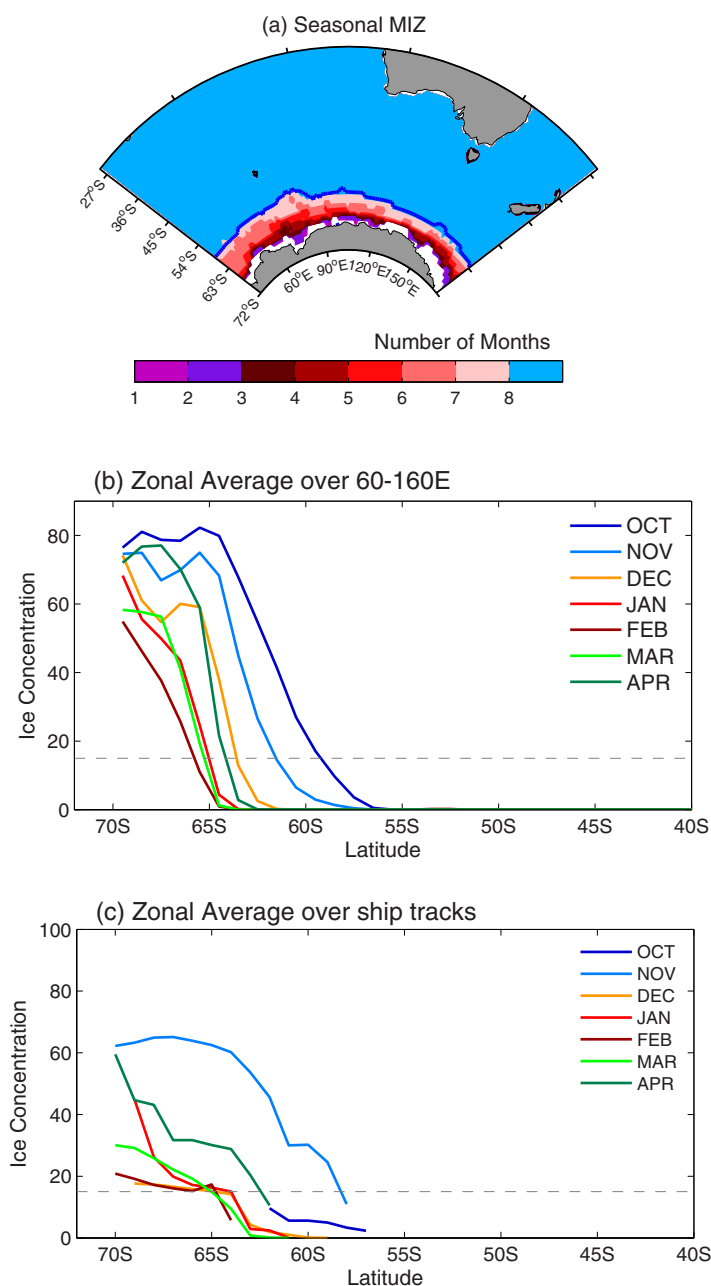 (a) Seasonal MIZ
27°S
36°S
45°S
54°S
63°S
72°S
60°E
90°E
120°E
150°E
Number of Months
1 2 3 4 5 6 7 8
(b) Zonal Average over 60-160E
Ice Concentration
80
60
40
20
0
OCT
NOV
DEC
JAN
FEB
MAR
APR
70S 65S 60S 55S 50S 45S 40S
Latitude
(c) Zonal Average over ship tracks
Ice Concentration
100
80
60
40
20
0
OCT
NOV
DEC
JAN
FEB
MAR
APR
70S 65S 60S 55S 50S 45S 40S
Latitude